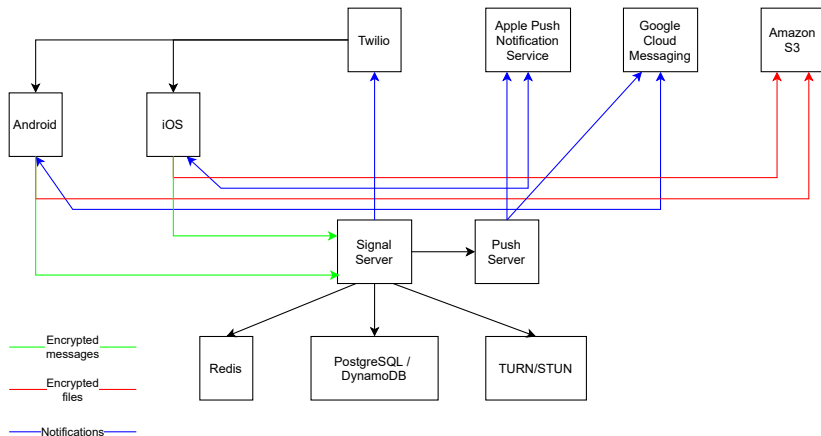 Twilio
Apple Push
Notification
Service
Google
Cloud
Messaging
Amazon
S3
Android
iOS
Signal
Server
Push
Server
Redis
PostgreSQL /
DynamoDB
TURN/STUN
Encrypted
messages
Encrypted
files
Notifications